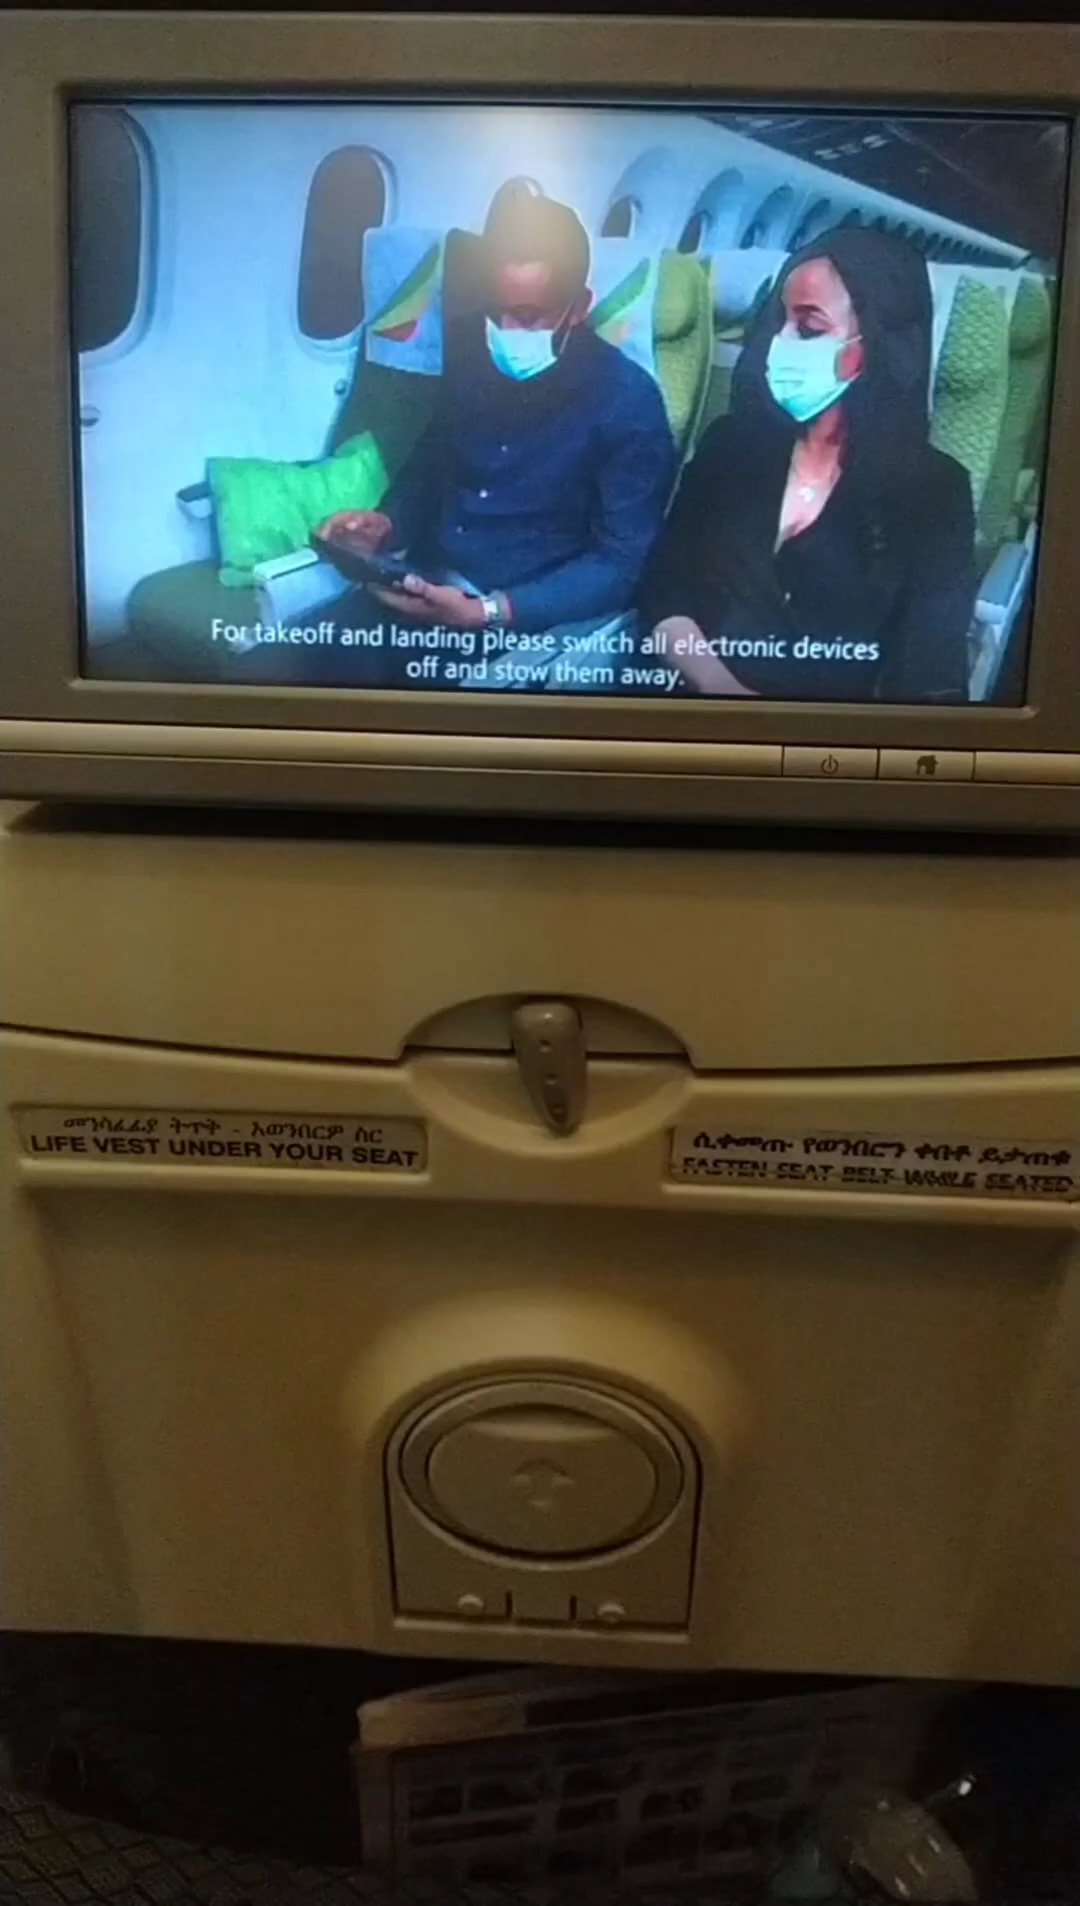 For takeoff and landing please switch all electronic devices
off and stow them away.
መንሳፈፊያ ትጥቅ - ከወንበርዎ ስር
LIFE VEST UNDER YOUR SEAT
ሲቀመጡ የወንበሮን ቀበቶ ይታጠቁ
FASTEN SEAT BELT WHILE SEATED